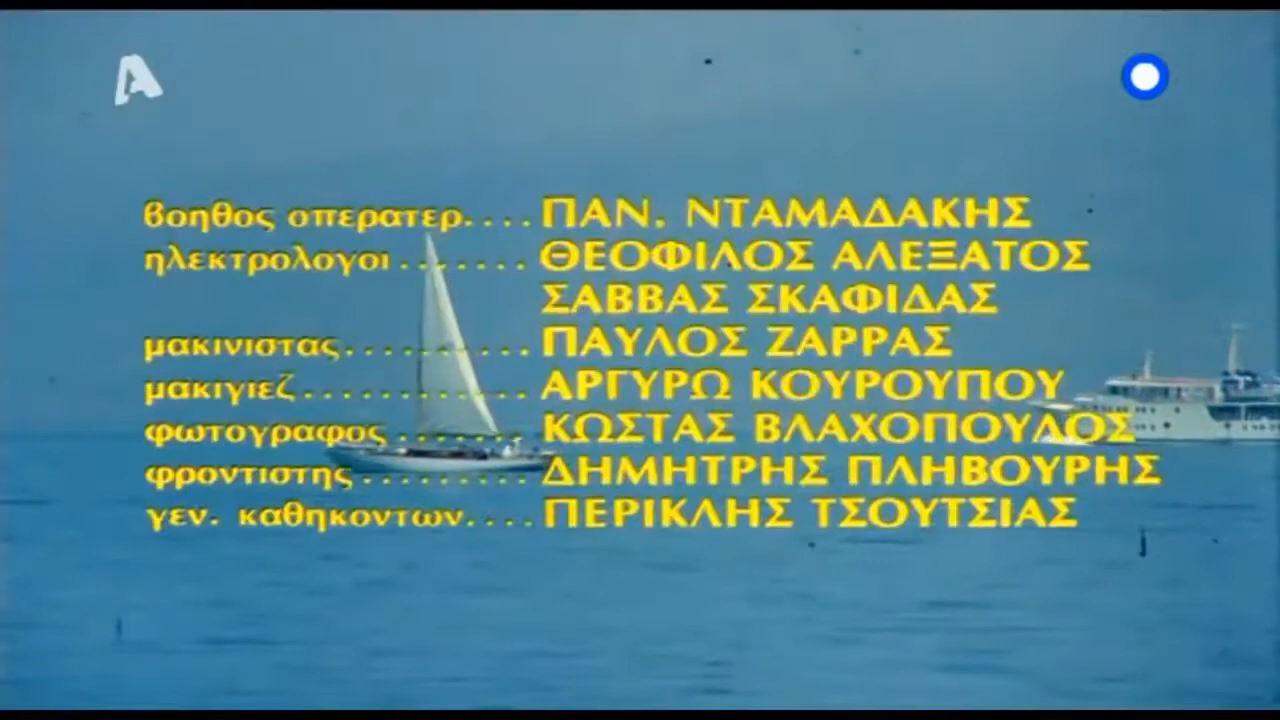 βοηθος οπερατερ.... ΠΑΝ. ΝΤΑΜΑΔΑΚΗΣ
ηλεκτρολογοι ....... ΘΕΟΦΙΛΟΣ ΑΛΕΞΑΤΟΣ
ΣΑΒΒΑΣ ΣΚΑΦΙΔΑΣ
μακινιστας.......... ΠΑΥΛΟΣ ΖΑΡΡΑΣ
μακιγιεζ............ ΑΡΓΥΡΩ ΚΟΥΡΟΥΠΟΥ
φωτογραφος ....... ΚΩΣΤΑΣ ΒΛΑΧΟΠΟΥΛΟΣ
φροντιστης ......... ΔΗΜΗΤΡΗΣ ΠΛΗΒΟΥΡΗΣ
γεν. καθηκοντων.... ΠΕΡΙΚΛΗΣ ΤΣΟΥΤΣΙΑΣ